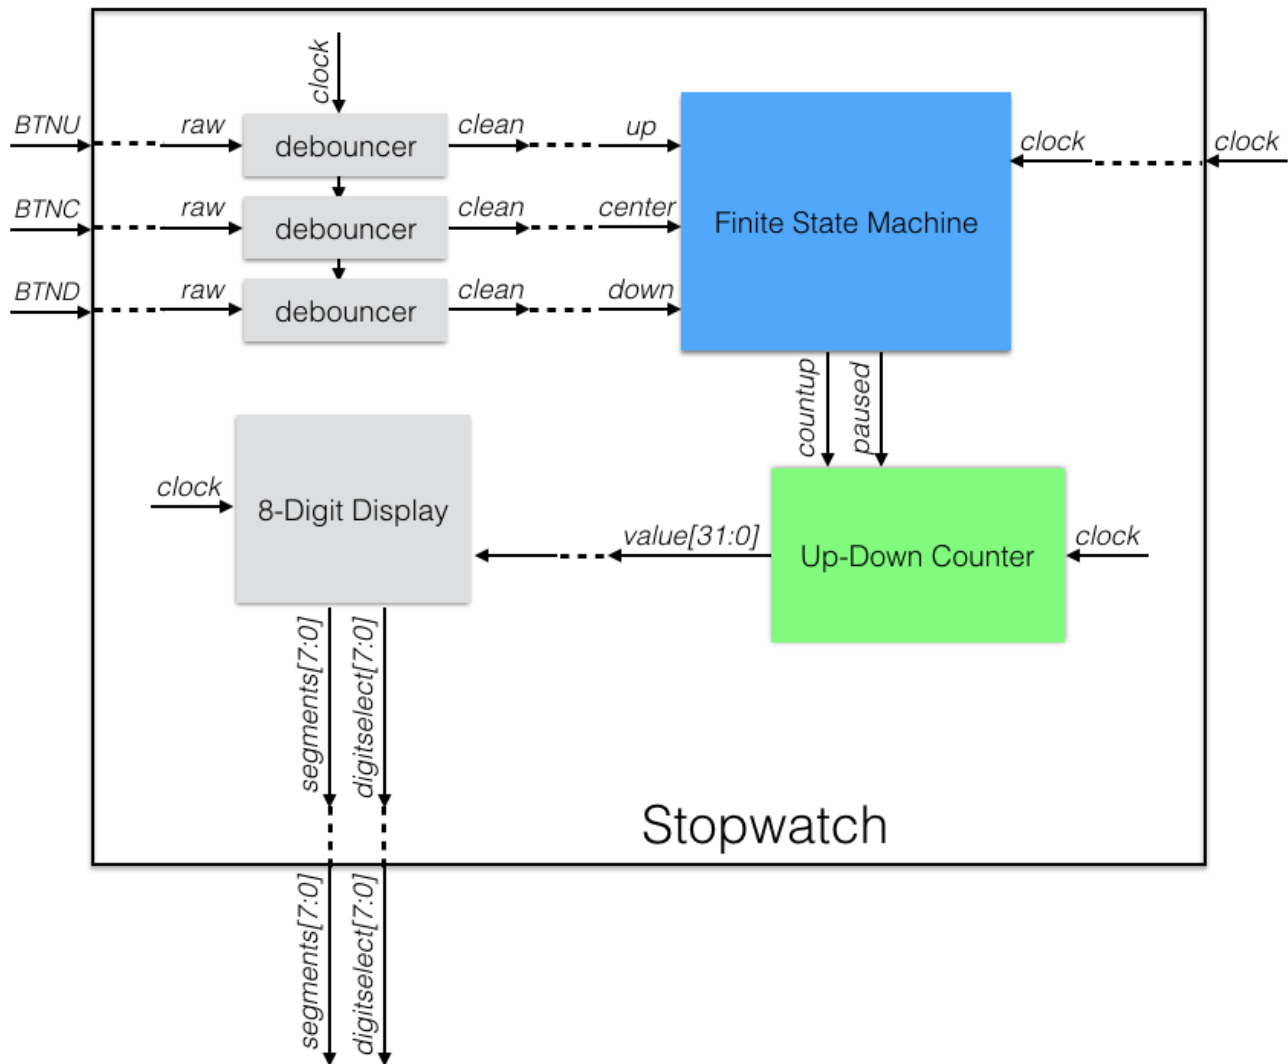 clock
BTNU raw debouncer clean up
clock clock
BTNC raw debouncer clean center
Finite State Machine
BTND raw debouncer clean down
countup paused
clock 8-Digit Display
value[31:0] Up-Down Counter clock
segments[7:0] digitselect[7:0]
Stopwatch
segments[7:0] digitselect[7:0]